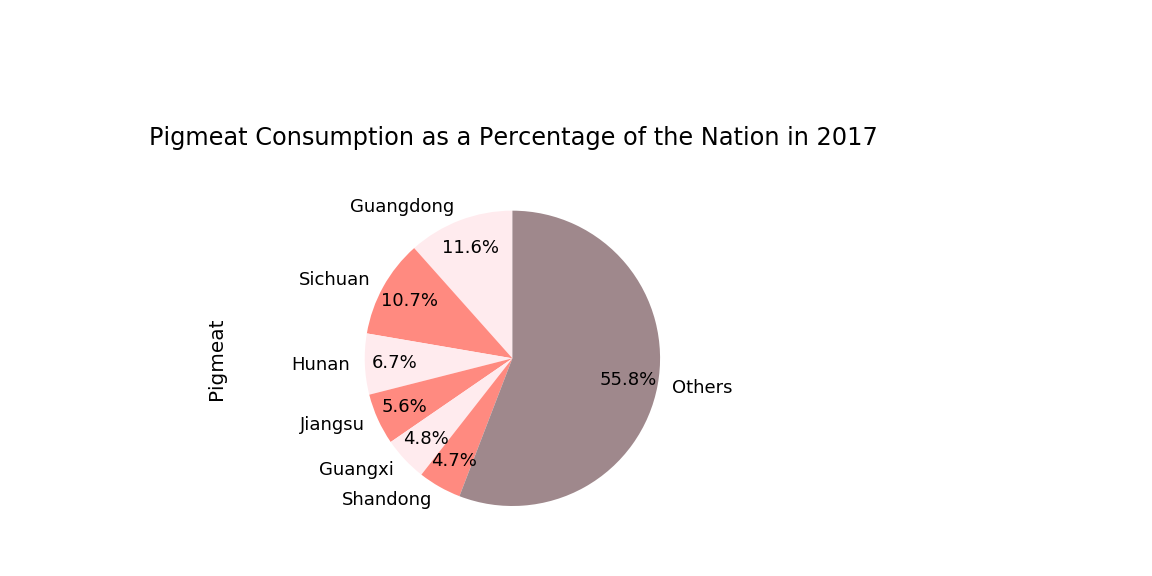 Pigmeat Consumption as a Percentage of the Nation in 2017
Guangdong
11.6%
Sichuan
10.7%
Hunan
6.7%
Jiangsu
5.6%
Guangxi
4.8%
Shandong
4.7%
Others
55.8%
Pigmeat